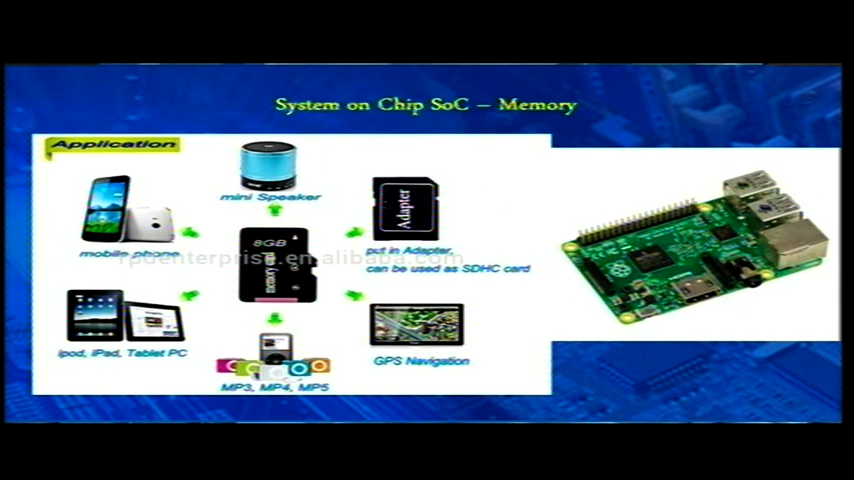 System on Chip SoC – Memory
Application
mini Speaker
Adapter
mobile phone
8GB
put in Adapter,
can be used as SDHC card
ipod, iPad, Tablet PC
GPS Navigation
MP3, MP4, MP5